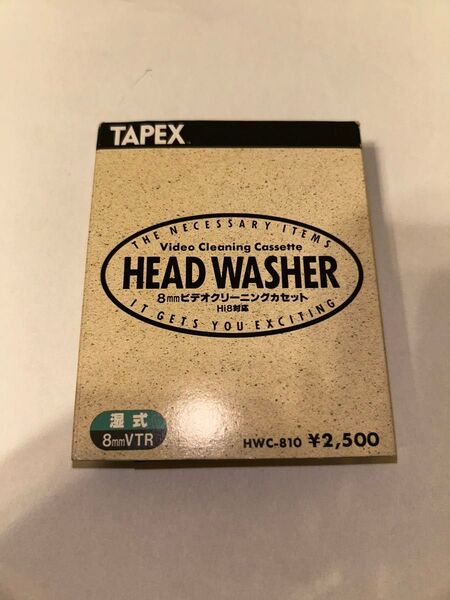 TAPEX
THE NECESSARY ITEMS
Video Cleaning Cassette
HEAD WASHER
8mmビデオクリーニングカセット
Hi8対応
IT GETS YOU EXCITING
湿式
8mmVTR
HWC-810 ¥2,500